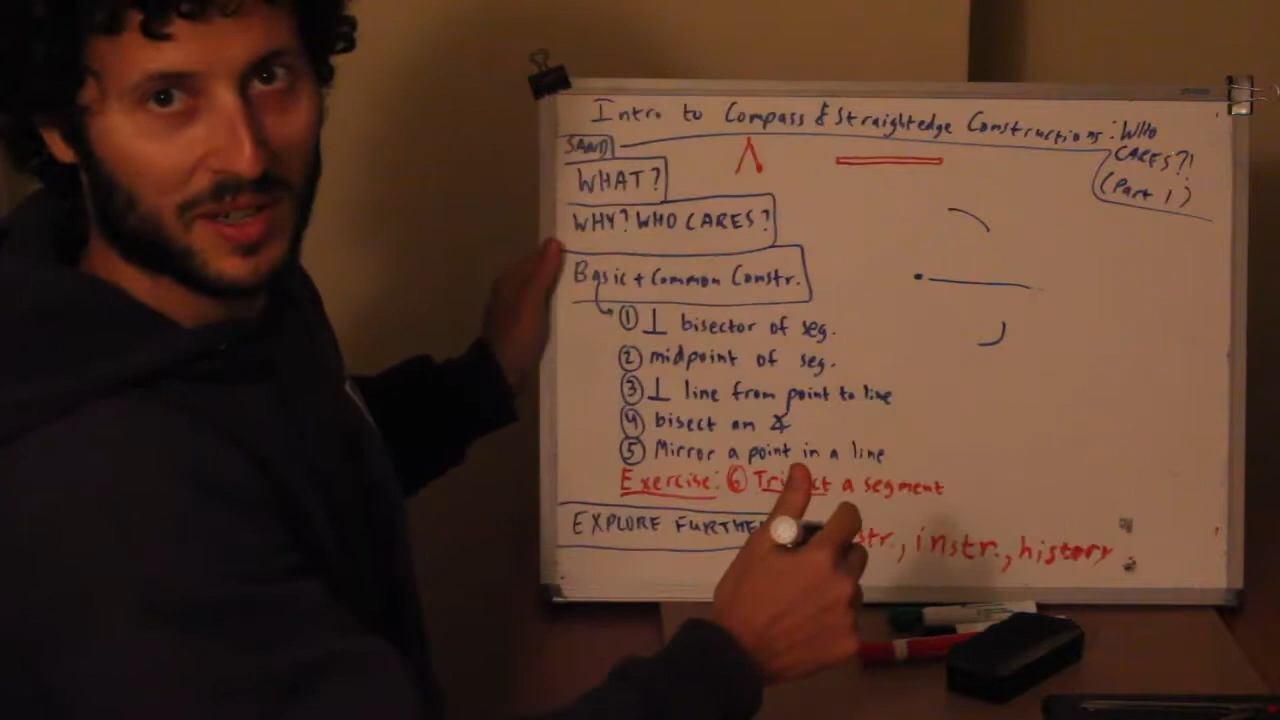 Intro to Compass & Straightedge Constructions: WHO
CARES?!
(Part 1)
SAND
WHAT?
WHY? WHO CARES?
Basic + Common Constr.
① ⊥ bisector of seg.
② midpoint of seg.
③ ⊥ line from point to line
④ bisect an ∡
⑤ Mirror a point in a line
Exercise: ⑥ a segment
EXPLORE instr., history